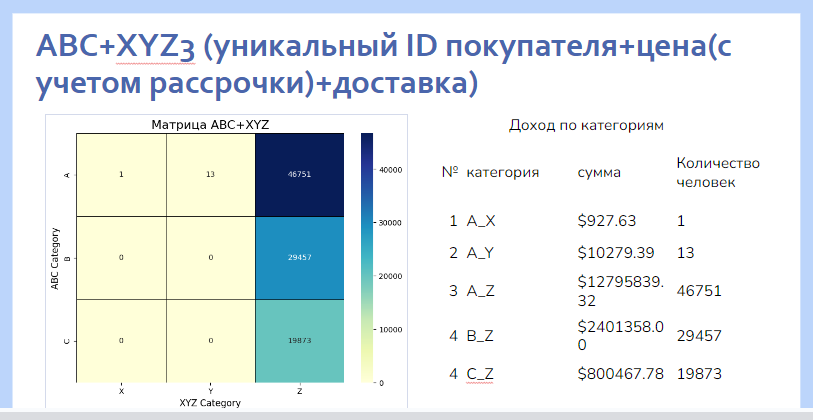 ABC+XYZ3 (уникальный ID покупателя+цена(с
учетом рассрочки)+доставка)
Матрица ABC+XYZ
A
1
13
46751
B
0
0
29457
C
0
0
19873
X
Y
Z
ABC Category
XYZ Category
40000
30000
20000
10000
0
Доход по категориям
№ категория сумма Количество
человек
1 A_X $927.63 1
2 A_Y $10279.39 13
3 A_Z $12795839.
32 46751
4 B_Z $2401358.0
0 29457
4 C_Z $800467.78 19873